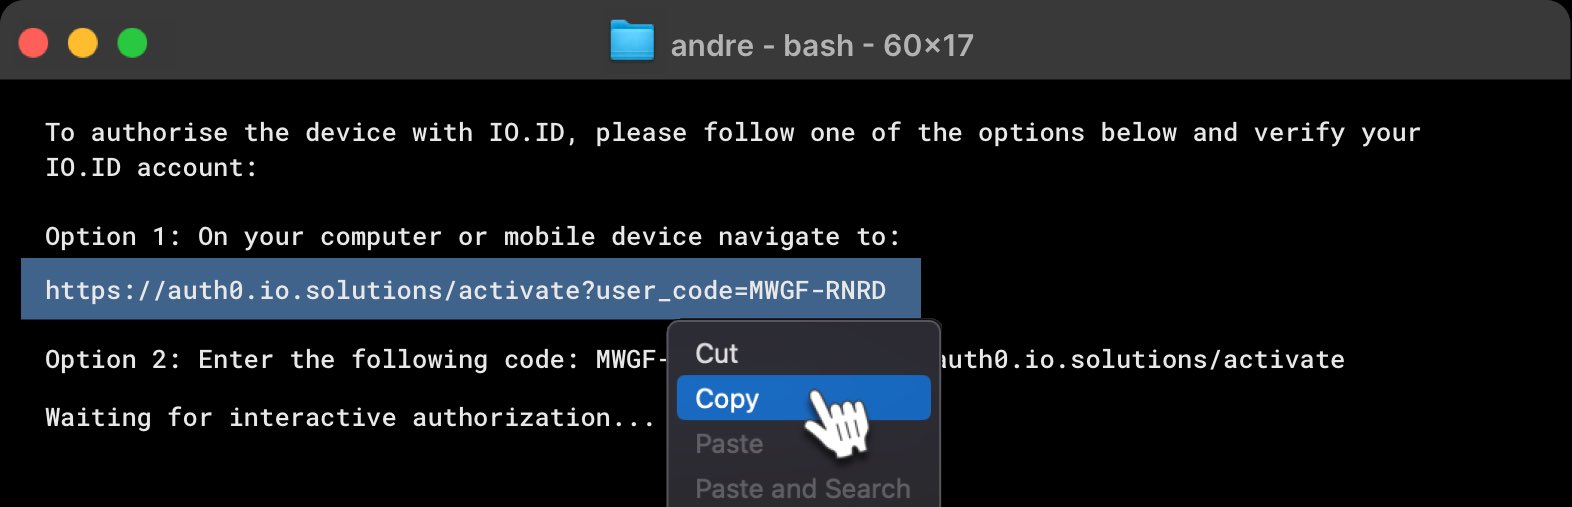 andre - bash - 60×17
To authorise the device with IO.ID, please follow one of the options below and verify your
IO.ID account:
Option 1: On your computer or mobile device navigate to:
https://auth0.io.solutions/activate?user_code=MWGF-RNRD
Option 2: Enter the following code: MWGF- auth0.io.solutions/activate
Waiting for interactive authorization...
Cut
Copy
Paste
Paste and Search